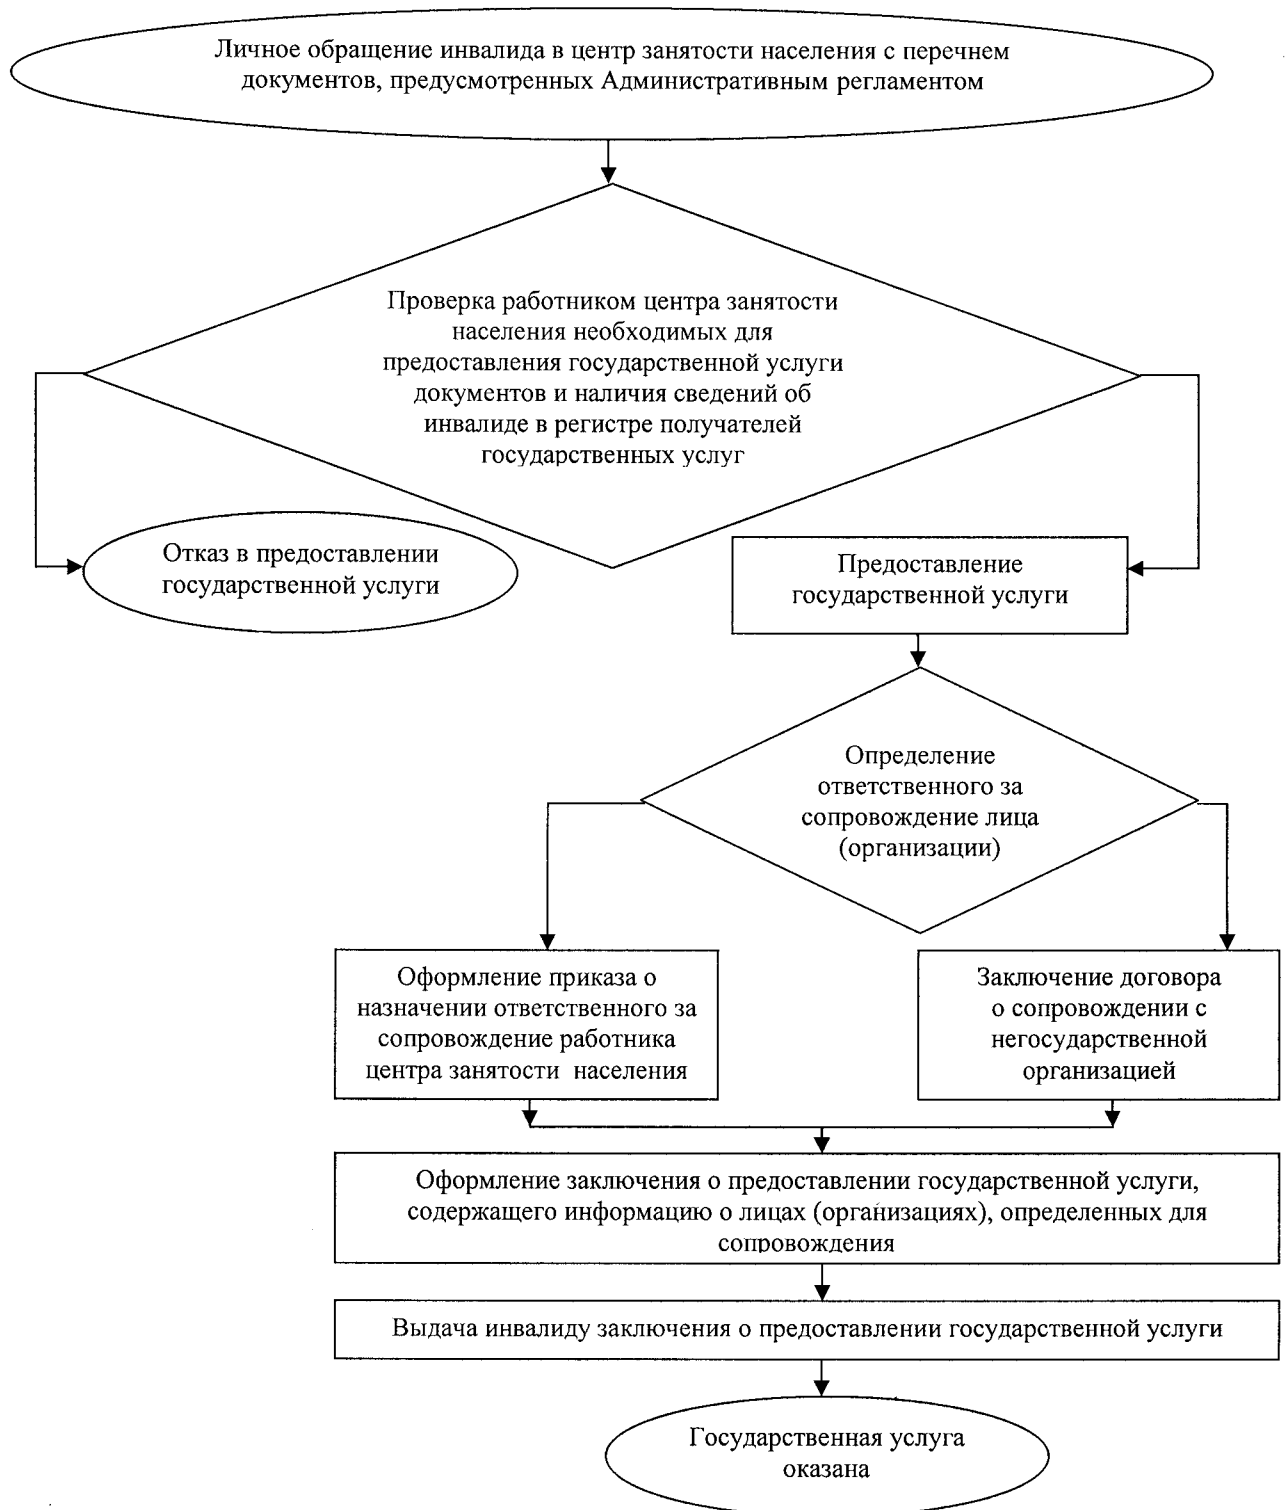 Личное обращение инвалида в центр занятости населения с перечнем
документов, предусмотренных Административным регламентом
Проверка работником центра занятости
населения необходимых для
предоставления государственной услуги
документов и наличия сведений об
инвалиде в регистре получателей
государственных услуг
Отказ в предоставлении
государственной услуги
Предоставление
государственной услуги
Определение
ответственного за
сопровождение лица
(организации)
Оформление приказа о
назначении ответственного за
сопровождение работника
центра занятости населения
Заключение договора
о сопровождении с
негосударственной
организацией
Оформление заключения о предоставлении государственной услуги,
содержащего информацию о лицах (организациях), определенных для
сопровождения
Выдача инвалиду заключения о предоставлении государственной услуги
Государственная услуга
оказана